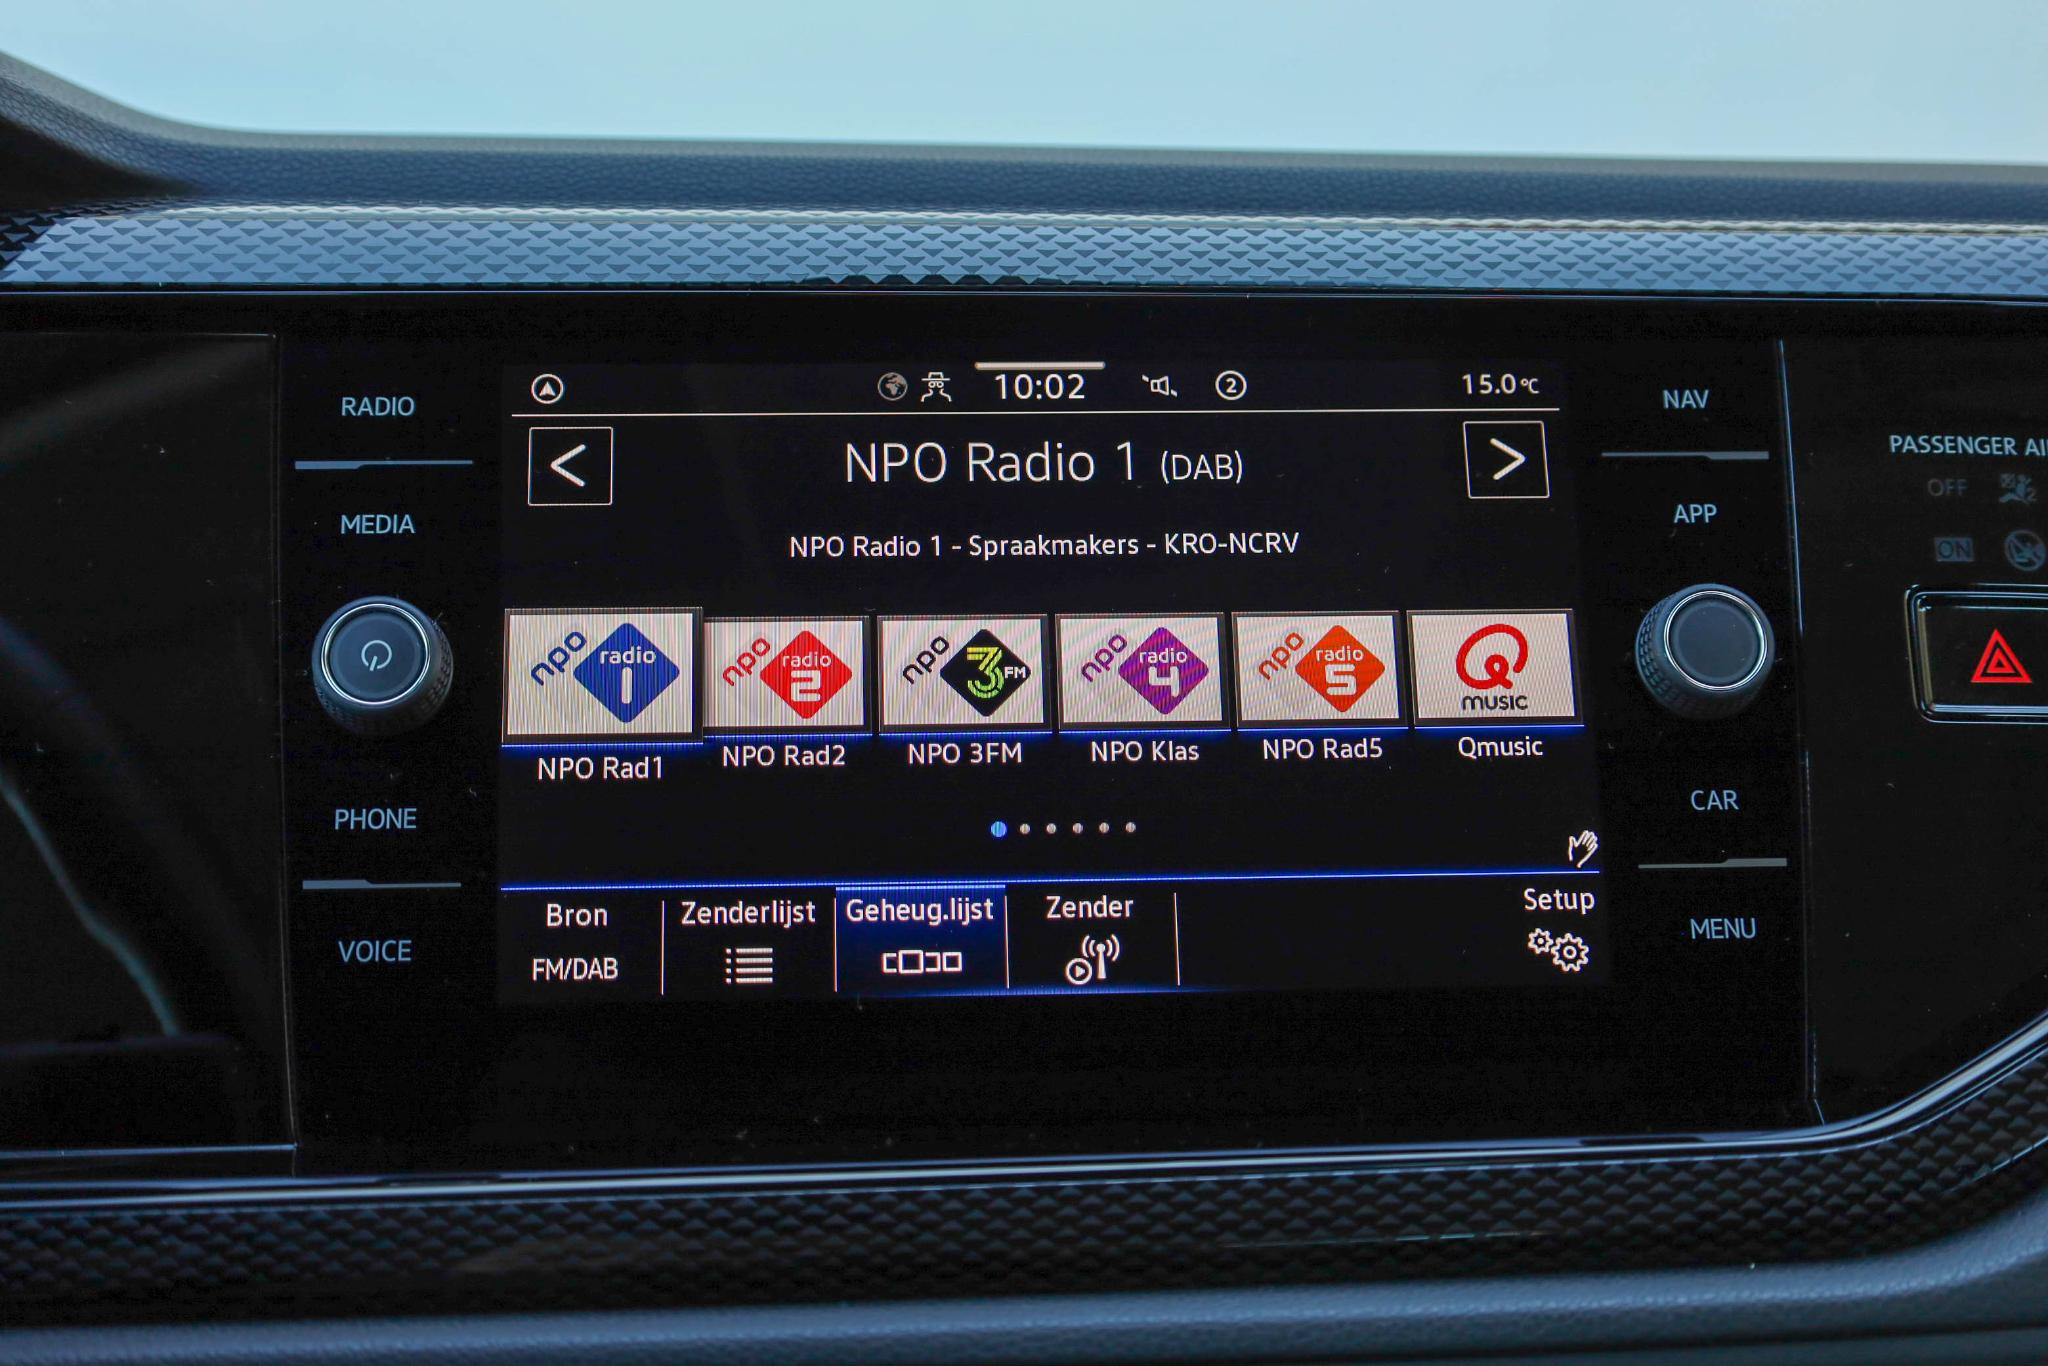 RADIO
MEDIA
PHONE
VOICE
10:02
2
15.0°C
<
NPO Radio 1 (DAB)
>
NPO Radio 1 - Spraakmakers - KRO-NCRV
npo radio 1
npo radio 2
npo 3FM
npo radio 4
npo radio 5
Q music
NPO Rad1
NPO Rad2
NPO 3FM
NPO Klas
NPO Rad5
Qmusic
Bron
FM/DAB
Zenderlijst
Geheug.lijst
Zender
Setup
NAV
APP
CAR
MENU
PASSENGER AI
OFF
ON